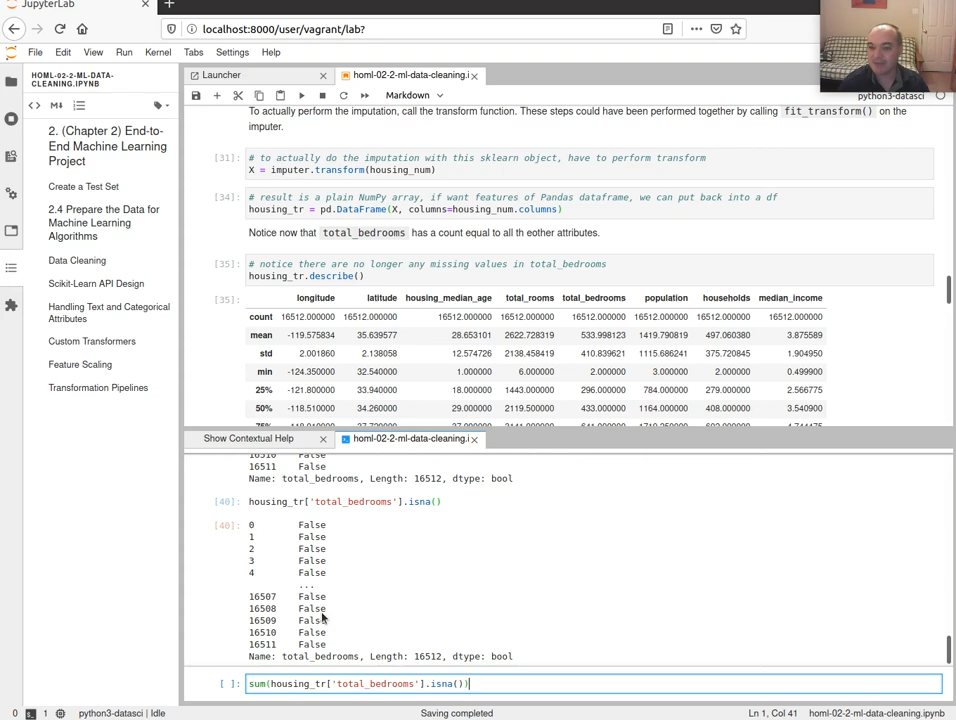 JupyterLab
localhost:8000/user/vagrant/lab?
File Edit View Run Kernel Tabs Settings Help
HOML-02-2-ML-DATA-
CLEANING.IPYNB
2. (Chapter 2) End-to-
End Machine Learning
Project
Create a Test Set
2.4 Prepare the Data for
Machine Learning
Algorithms
Data Cleaning
Scikit-Learn API Design
Handling Text and Categorical
Attributes
Custom Transformers
Feature Scaling
Transformation Pipelines
Launcher
homl-02-2-ml-data-cleaning.i
Markdown
python3-datasci
To actually perform the imputation, call the transform function. These steps could have been performed together by calling fit_transform() on the
imputer.
[31]: # to actually do the imputation with this sklearn object, have to perform transform
X = imputer.transform(housing_num)
[34]: # result is a plain NumPy array, if want features of Pandas dataframe, we can put back into a df
housing_tr = pd.DataFrame(X, columns=housing_num.columns)
Notice now that total_bedrooms has a count equal to all th eother attributes.
[35]: # notice there are no longer any missing values in total_bedrooms
housing_tr.describe()
[35]: longitude latitude housing_median_age total_rooms total_bedrooms population households median_income
count 16512.000000 16512.000000 16512.000000 16512.000000 16512.000000 16512.000000 16512.000000 16512.000000
mean -119.575834 35.639577 28.653101 2622.728319 533.998123 1419.790819 497.060380 3.875589
std 2.001860 2.138058 12.574726 2138.458419 410.839621 1115.686241 375.720845 1.904950
min -124.350000 32.540000 1.000000 6.000000 2.000000 3.000000 2.000000 0.499900
25% -121.800000 33.940000 18.000000 1443.000000 296.000000 784.000000 279.000000 2.566775
50% -118.510000 34.260000 29.000000 2119.500000 433.000000 1164.000000 408.000000 3.540900
Show Contextual Help
homl-02-2-ml-data-cleaning.i
16510 False
16511 False
Name: total_bedrooms, Length: 16512, dtype: bool
[40]: housing_tr['total_bedrooms'].isna()
[40]: 0 False
1 False
2 False
3 False
4 False
...
16507 False
16508 False
16509 False
16510 False
16511 False
Name: total_bedrooms, Length: 16512, dtype: bool
[ ]: sum(housing_tr['total_bedrooms'].isna())
0 1 python3-datasci | Idle Saving completed Ln 1, Col 41 homl-02-2-ml-data-cleaning.ipynb